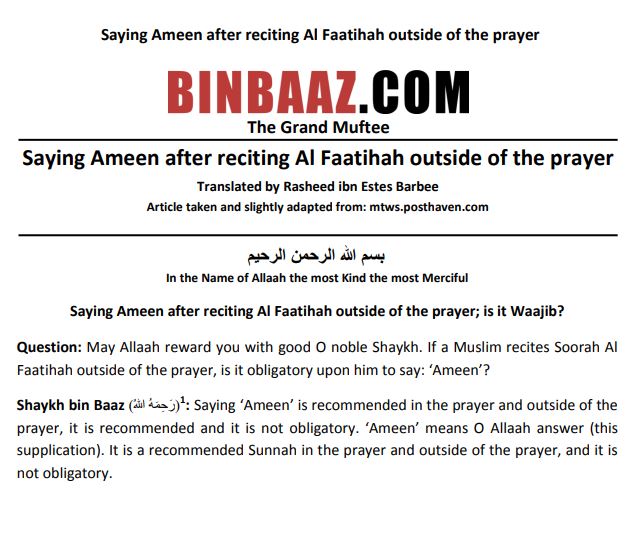 Saying Ameen after reciting Al Faatihah outside of the prayer
BINBAAZ.COM
The Grand Muftee
Saying Ameen after reciting Al Faatihah outside of the prayer
Translated by Rasheed ibn Estes Barbee
Article taken and slightly adapted from: mtws.posthaven.com
بسم الله الرحمن الرحيم
In the Name of Allaah the most Kind the most Merciful
Saying Ameen after reciting Al Faatihah outside of the prayer; is it Waajib?
Question: May Allaah reward you with good O noble Shaykh. If a Muslim recites Soorah Al
Faatihah outside of the prayer, is it obligatory upon him to say: ‘Ameen’?
Shaykh bin Baaz (رَحِمَهُ اللهُ)¹: Saying ‘Ameen’ is recommended in the prayer and outside of the
prayer, it is recommended and it is not obligatory. ‘Ameen’ means O Allaah answer (this
supplication). It is a recommended Sunnah in the prayer and outside of the prayer, and it is
not obligatory.